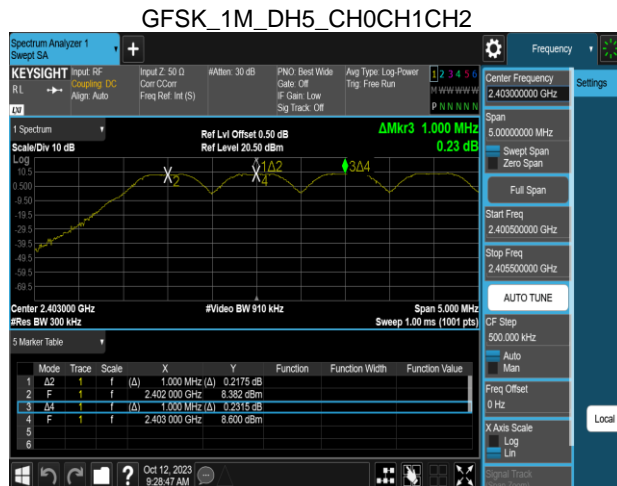 GFSK_1M_DH5_CH0CH1CH2
Spectrum Analyzer 1
Swept SA
Frequency
KEYSIGHT
RL
Input: RF
Coupling: DC
Align: Auto
Input Z: 50 Ω
Corr CCorr
Freq Ref: Int (S)
#Atten: 30 dB
PNO: Best Wide
Gate: Off
IF Gain: Low
Sig Track: Off
Avg Type: Log-Power
Trig: Free Run
1 2 3 4 5 6
M W W W W W
P N N N N N
LXI
Center Frequency
2.403000000 GHz
Settings
Span
5.00000000 MHz
Swept Span
Zero Span
Full Span
Start Freq
2.400500000 GHz
Stop Freq
2.405500000 GHz
AUTO TUNE
CF Step
500.000 kHz
Auto
Man
Freq Offset
0 Hz
X Axis Scale
Log
Lin
Local
Signal Track
1 Spectrum
Scale/Div 10 dB
Ref Lvl Offset 0.50 dB
Ref Level 20.50 dBm
ΔMkr3 1.000 MHz
0.23 dB
Log
10.5
0.500
-9.50
-19.5
-29.5
-39.5
-49.5
-59.5
-69.5
2
1Δ2
4
3Δ4
Center 2.403000 GHz
#Res BW 300 kHz
#Video BW 910 kHz
Span 5.000 MHz
Sweep 1.00 ms (1001 pts)
5 Marker Table
Mode Trace Scale X Y Function Function Width Function Value
1 Δ2 1 f (Δ) 1.000 MHz (Δ) 0.2175 dB
2 F 1 f 2.402 000 GHz 8.382 dBm
3 Δ4 1 f (Δ) 1.000 MHz (Δ) 0.2315 dB
4 F 1 f 2.403 000 GHz 8.600 dBm
5
6
?
Oct 12, 2023
9:28:47 AM